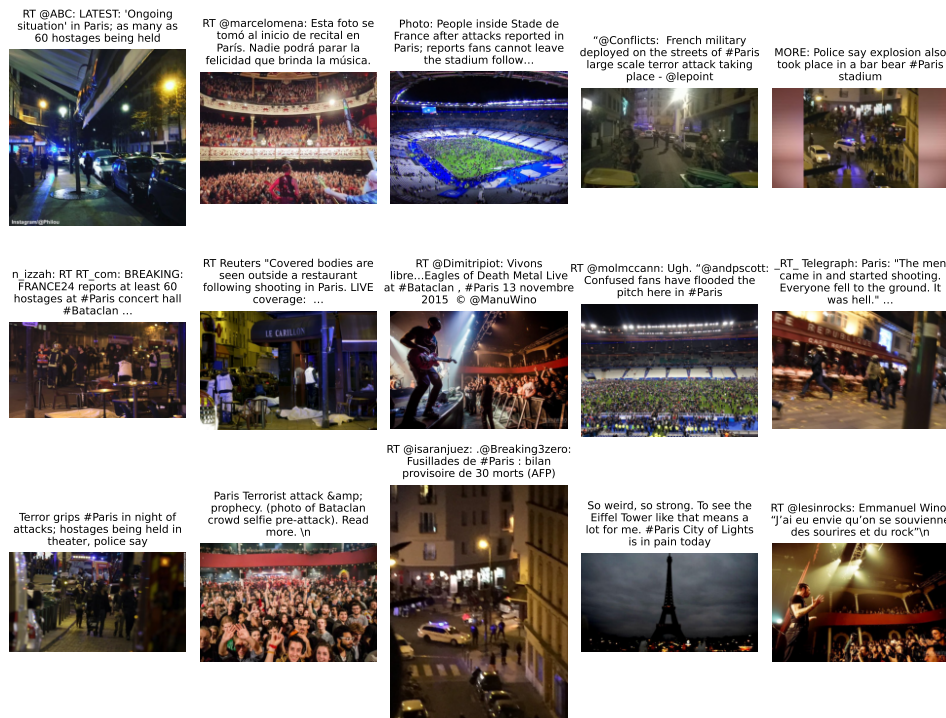 RT @ABC: LATEST: 'Ongoing
situation' in Paris; as many as
60 hostages being held
Instagram/@Philou
RT @marcelomena: Esta foto se
tomó al inicio de recital en
París. Nadie podrá parar la
felicidad que brinda la música.
Photo: People inside Stade de
France after attacks reported in
Paris; reports fans cannot leave
the stadium follow…
“@Conflicts:  French military
deployed on the streets of #Paris
large scale terror attack taking
place - @lepoint
MORE: Police say explosion also
took place in a bar bear #Paris
stadium
n_izzah: RT RT_com: BREAKING:
FRANCE24 reports at least 60
hostages at #Paris concert hall
#Bataclan …
RT Reuters "Covered bodies are
seen outside a restaurant
following shooting in Paris. LIVE
coverage:  …
LE CARILLON
RT @Dimitripiot: Vivons
libre…Eagles of Death Metal Live
at #Bataclan , #Paris 13 novembre
2015  © @ManuWino
RT @molmccann: Ugh. “@andpscott:
Confused fans have flooded the
pitch here in #Paris
_RT_ Telegraph: Paris: "The men
came in and started shooting.
Everyone fell to the ground. It
was hell." …
Terror grips #Paris in night of
attacks; hostages being held in
theater, police say
Paris Terrorist attack &amp;
prophecy. (photo of Bataclan
crowd selfie pre-attack). Read
more. \n
RT @isaranjuez: .@Breaking3zero:
Fusillades de #Paris : bilan
provisoire de 30 morts (AFP)
So weird, so strong. To see the
Eiffel Tower like that means a
lot for me. #Paris City of Lights
is in pain today
RT @lesinrocks: Emmanuel Wino
“J’ai eu envie qu’on se souvienne
des sourires et du rock”\n